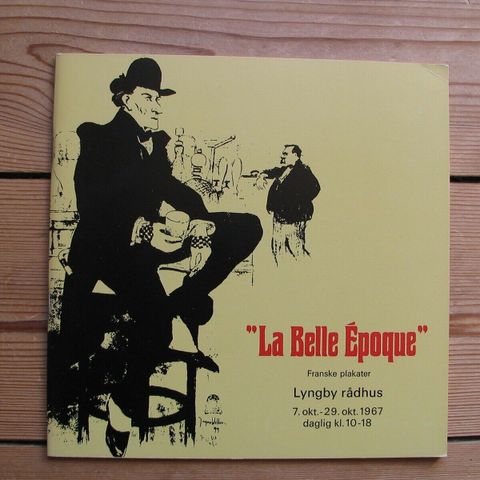 "La Belle Époque"
Franske plakater
Lyngby rådhus
7. okt.-29. okt. 1967
daglig kl. 10-18